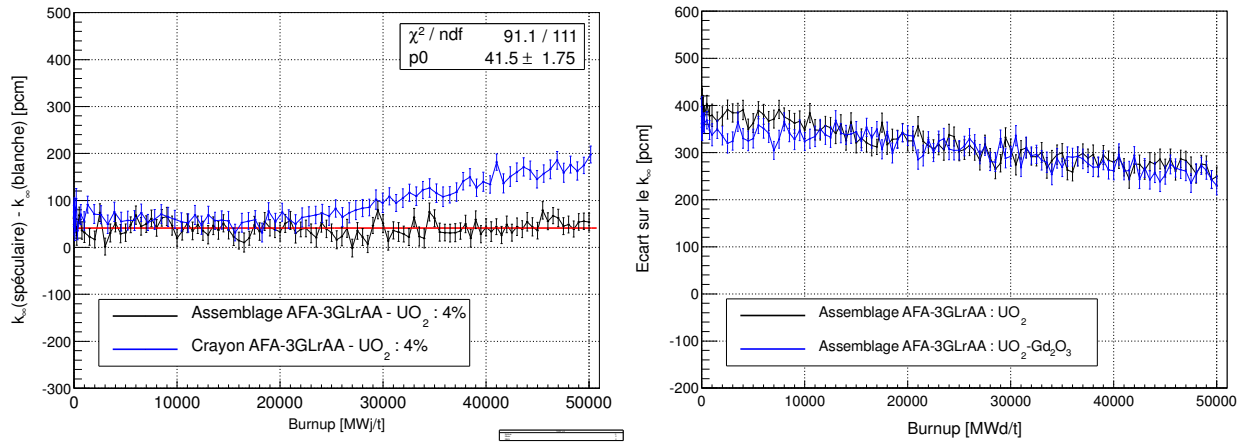 500
400
300
200
100
0
-100
-200
-300
k∞(spéculaire) - k∞(blanche) [pcm]
χ² / ndf 91.1 / 111
p0 41.5 ± 1.75
Assemblage AFA-3GLrAA - UO₂ : 4%
Crayon AFA-3GLrAA - UO₂ : 4%
0 10000 20000 30000 40000 50000
Burnup [MWj/t]
600
500
400
300
200
100
0
-100
-200
Ecart sur le k∞ [pcm]
Assemblage AFA-3GLrAA : UO₂
Assemblage AFA-3GLrAA : UO₂-Gd₂O₃
0 10000 20000 30000 40000 50000
Burnup [MWd/t]